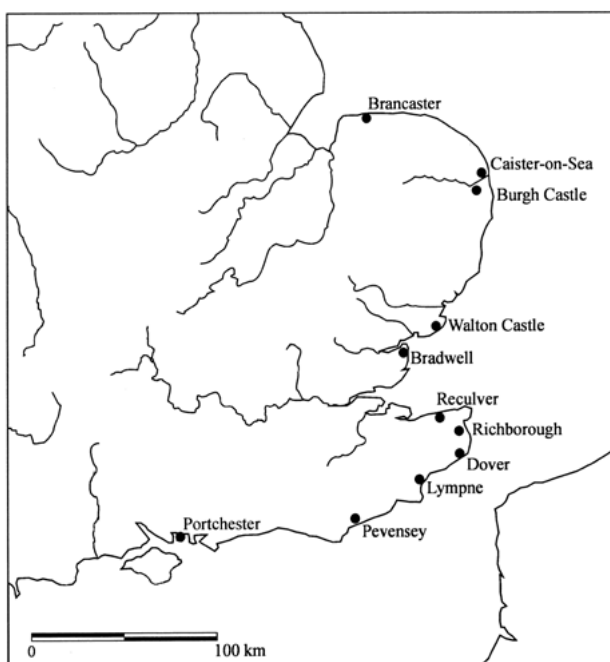 Brancaster
Caister-on-Sea
Burgh Castle
Walton Castle
Bradwell
Reculver
Richborough
Dover
Lympne
Pevensey
Portchester
0 100 km